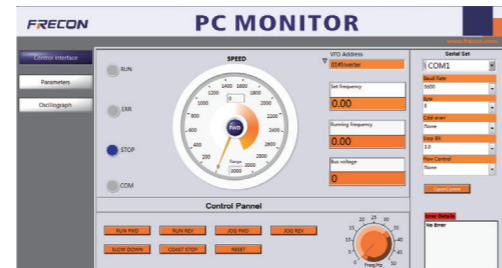 FRECON
PC MONITOR
www.frecon.com
Control interface
Parameters
Oscillograph
RUN
ERR
STOP
COM
SPEED
0
200
400
600
800
1000
1200
1400
1600
1800
2000
2200
2400
2600
2800
3000
FWD
Range
3000
VFD Address
01#Inverter
Set frequency
0.00
Running frequency
0.00
Bus voltage
0
Serial Set
COM1
Baud Rate
9600
Byte
8
None
Stop Bit
1.0
Flow Control
None
OpenComm
Control Pannel
RUN FWD
RUN REV
JOG FWD
JOG REV
SLOW DOWN
COAST STOP
RESET
0
5
10
15
20
25
30
35
40
45
50
Freq/Hz
Error Details
No Error